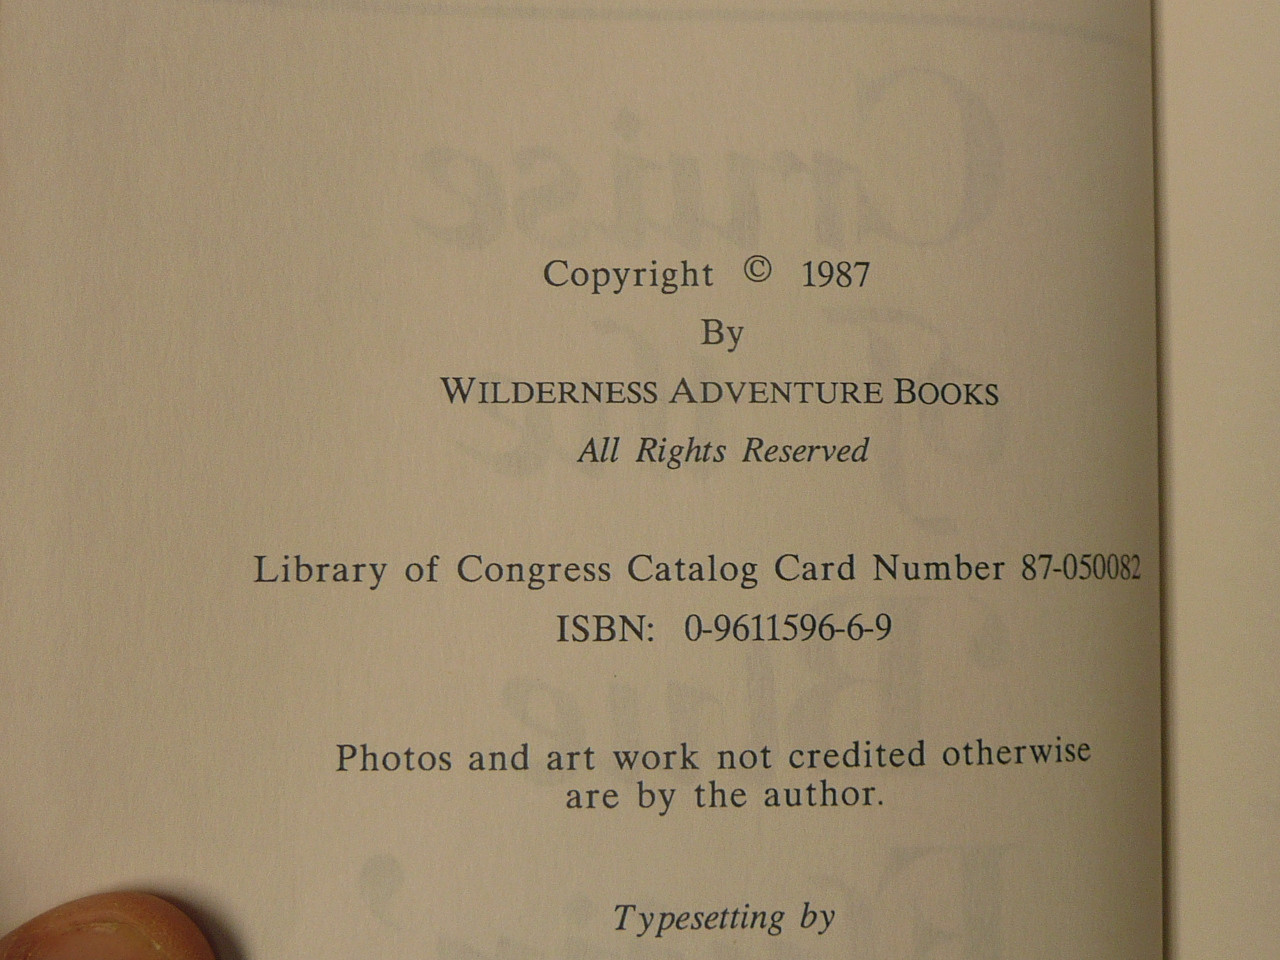 Copyright © 1987
By
WILDERNESS ADVENTURE BOOKS
All Rights Reserved
Library of Congress Catalog Card Number 87-050082
ISBN: 0-9611596-6-9
Photos and art work not credited otherwise
are by the author.
Typesetting by